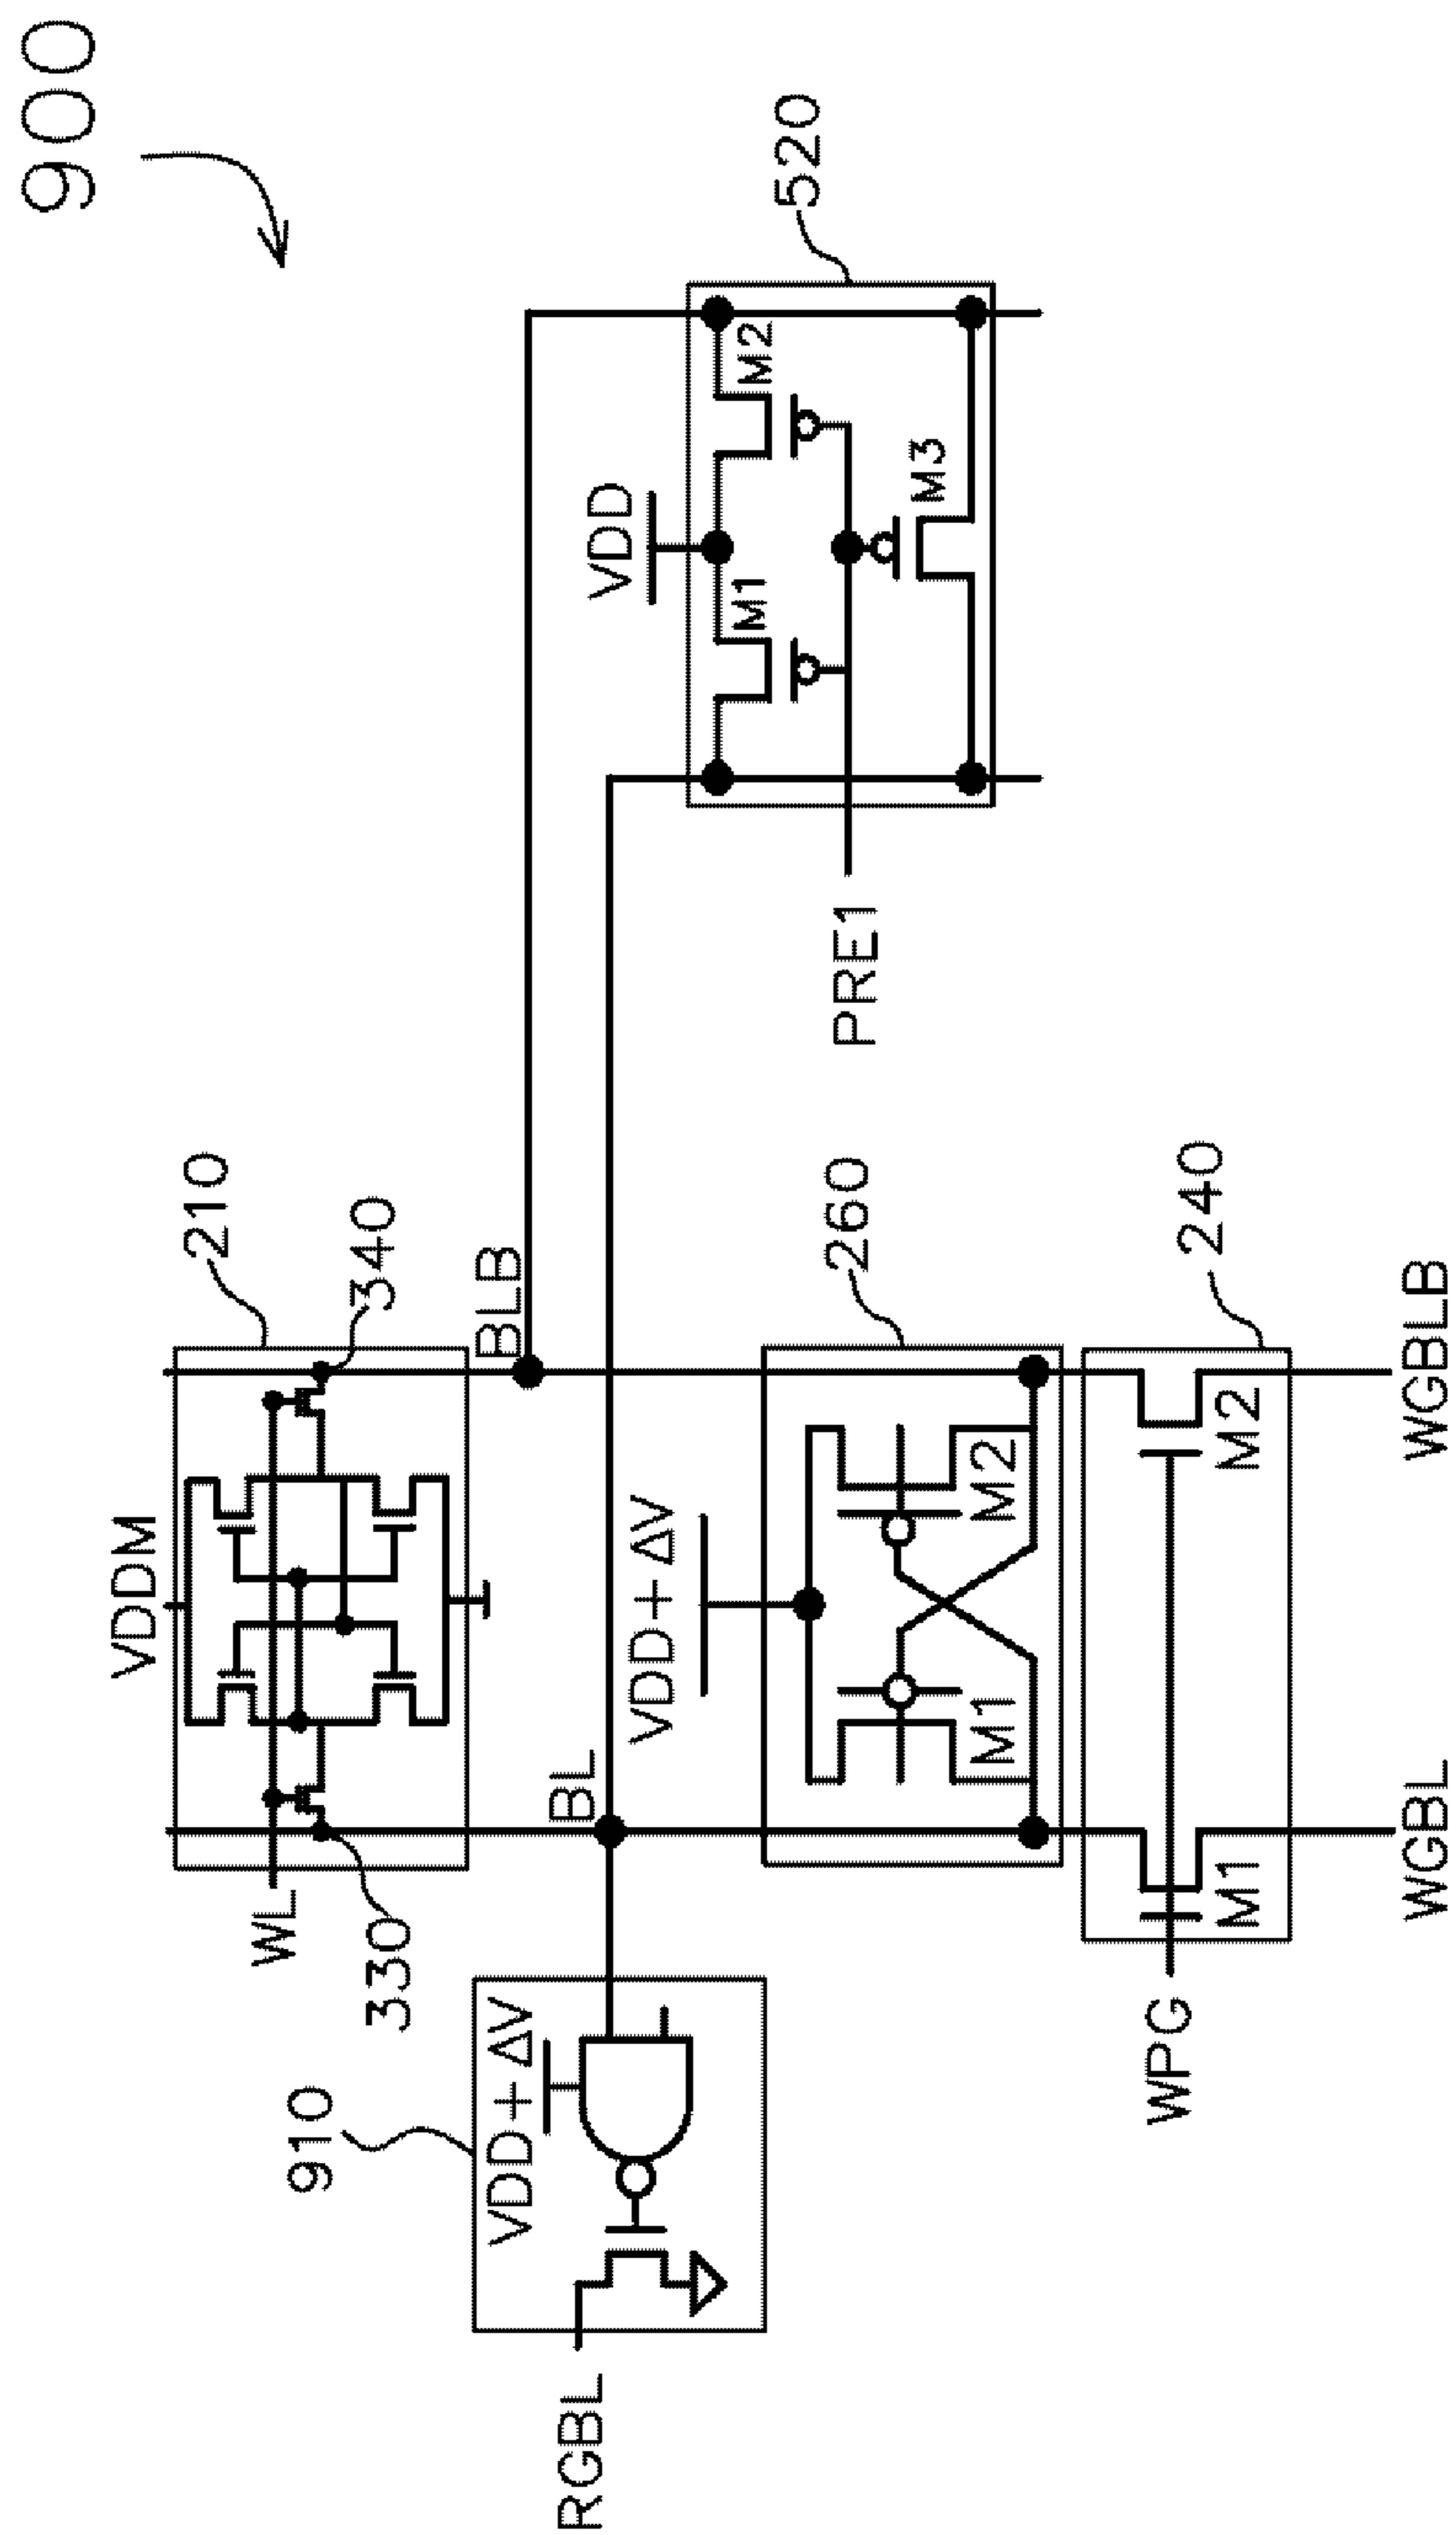 900
VDDM
210
WL
340
330
BLB
BL
910
VDD+ΔV
RGBL
VDD
520
M1
M2
M3
PRE1
VDD+ΔV
260
M1
M2
240
WPG
M1
M2
WGBL
WGBLB